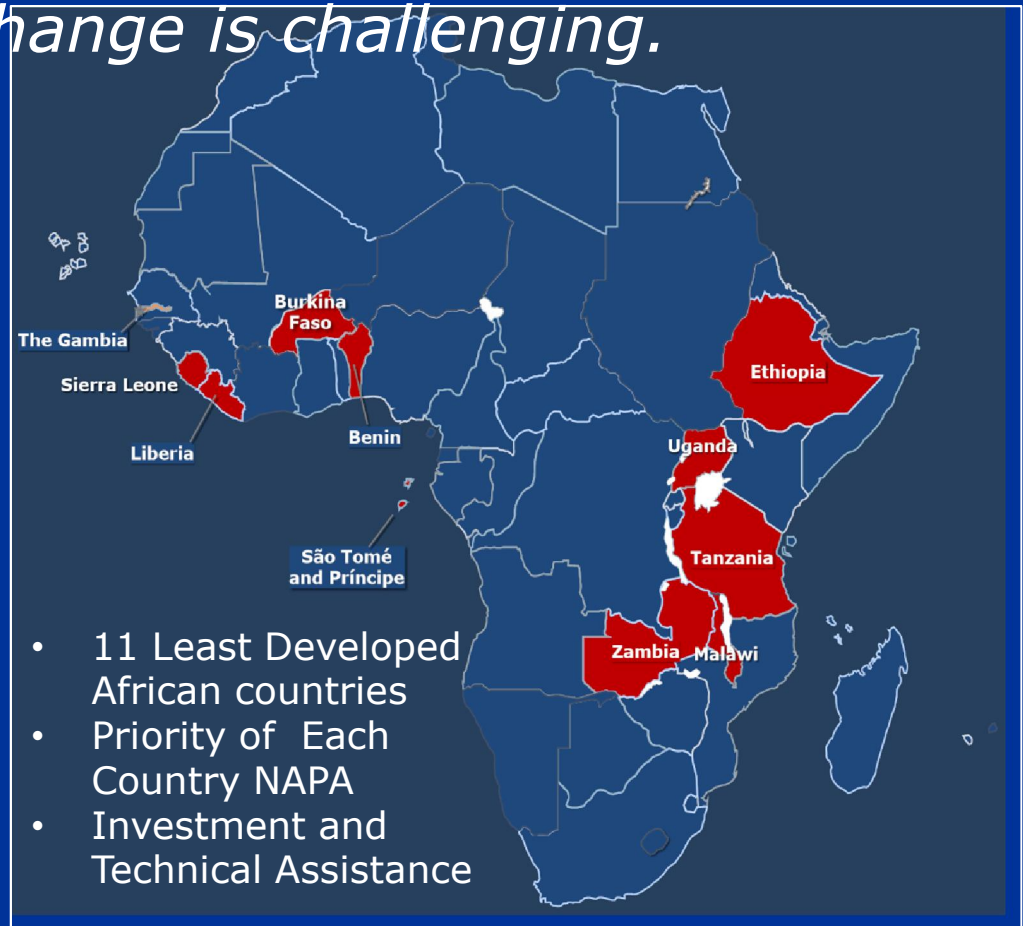 hange is challenging.
Burkina
Faso
The Gambia
Sierra Leone
Liberia
Benin
São Tomé
and Príncipe
Ethiopia
Uganda
Tanzania
Zambia
Malawi
• 11 Least Developed
African countries
• Priority of Each
Country NAPA
• Investment and
Technical Assistance